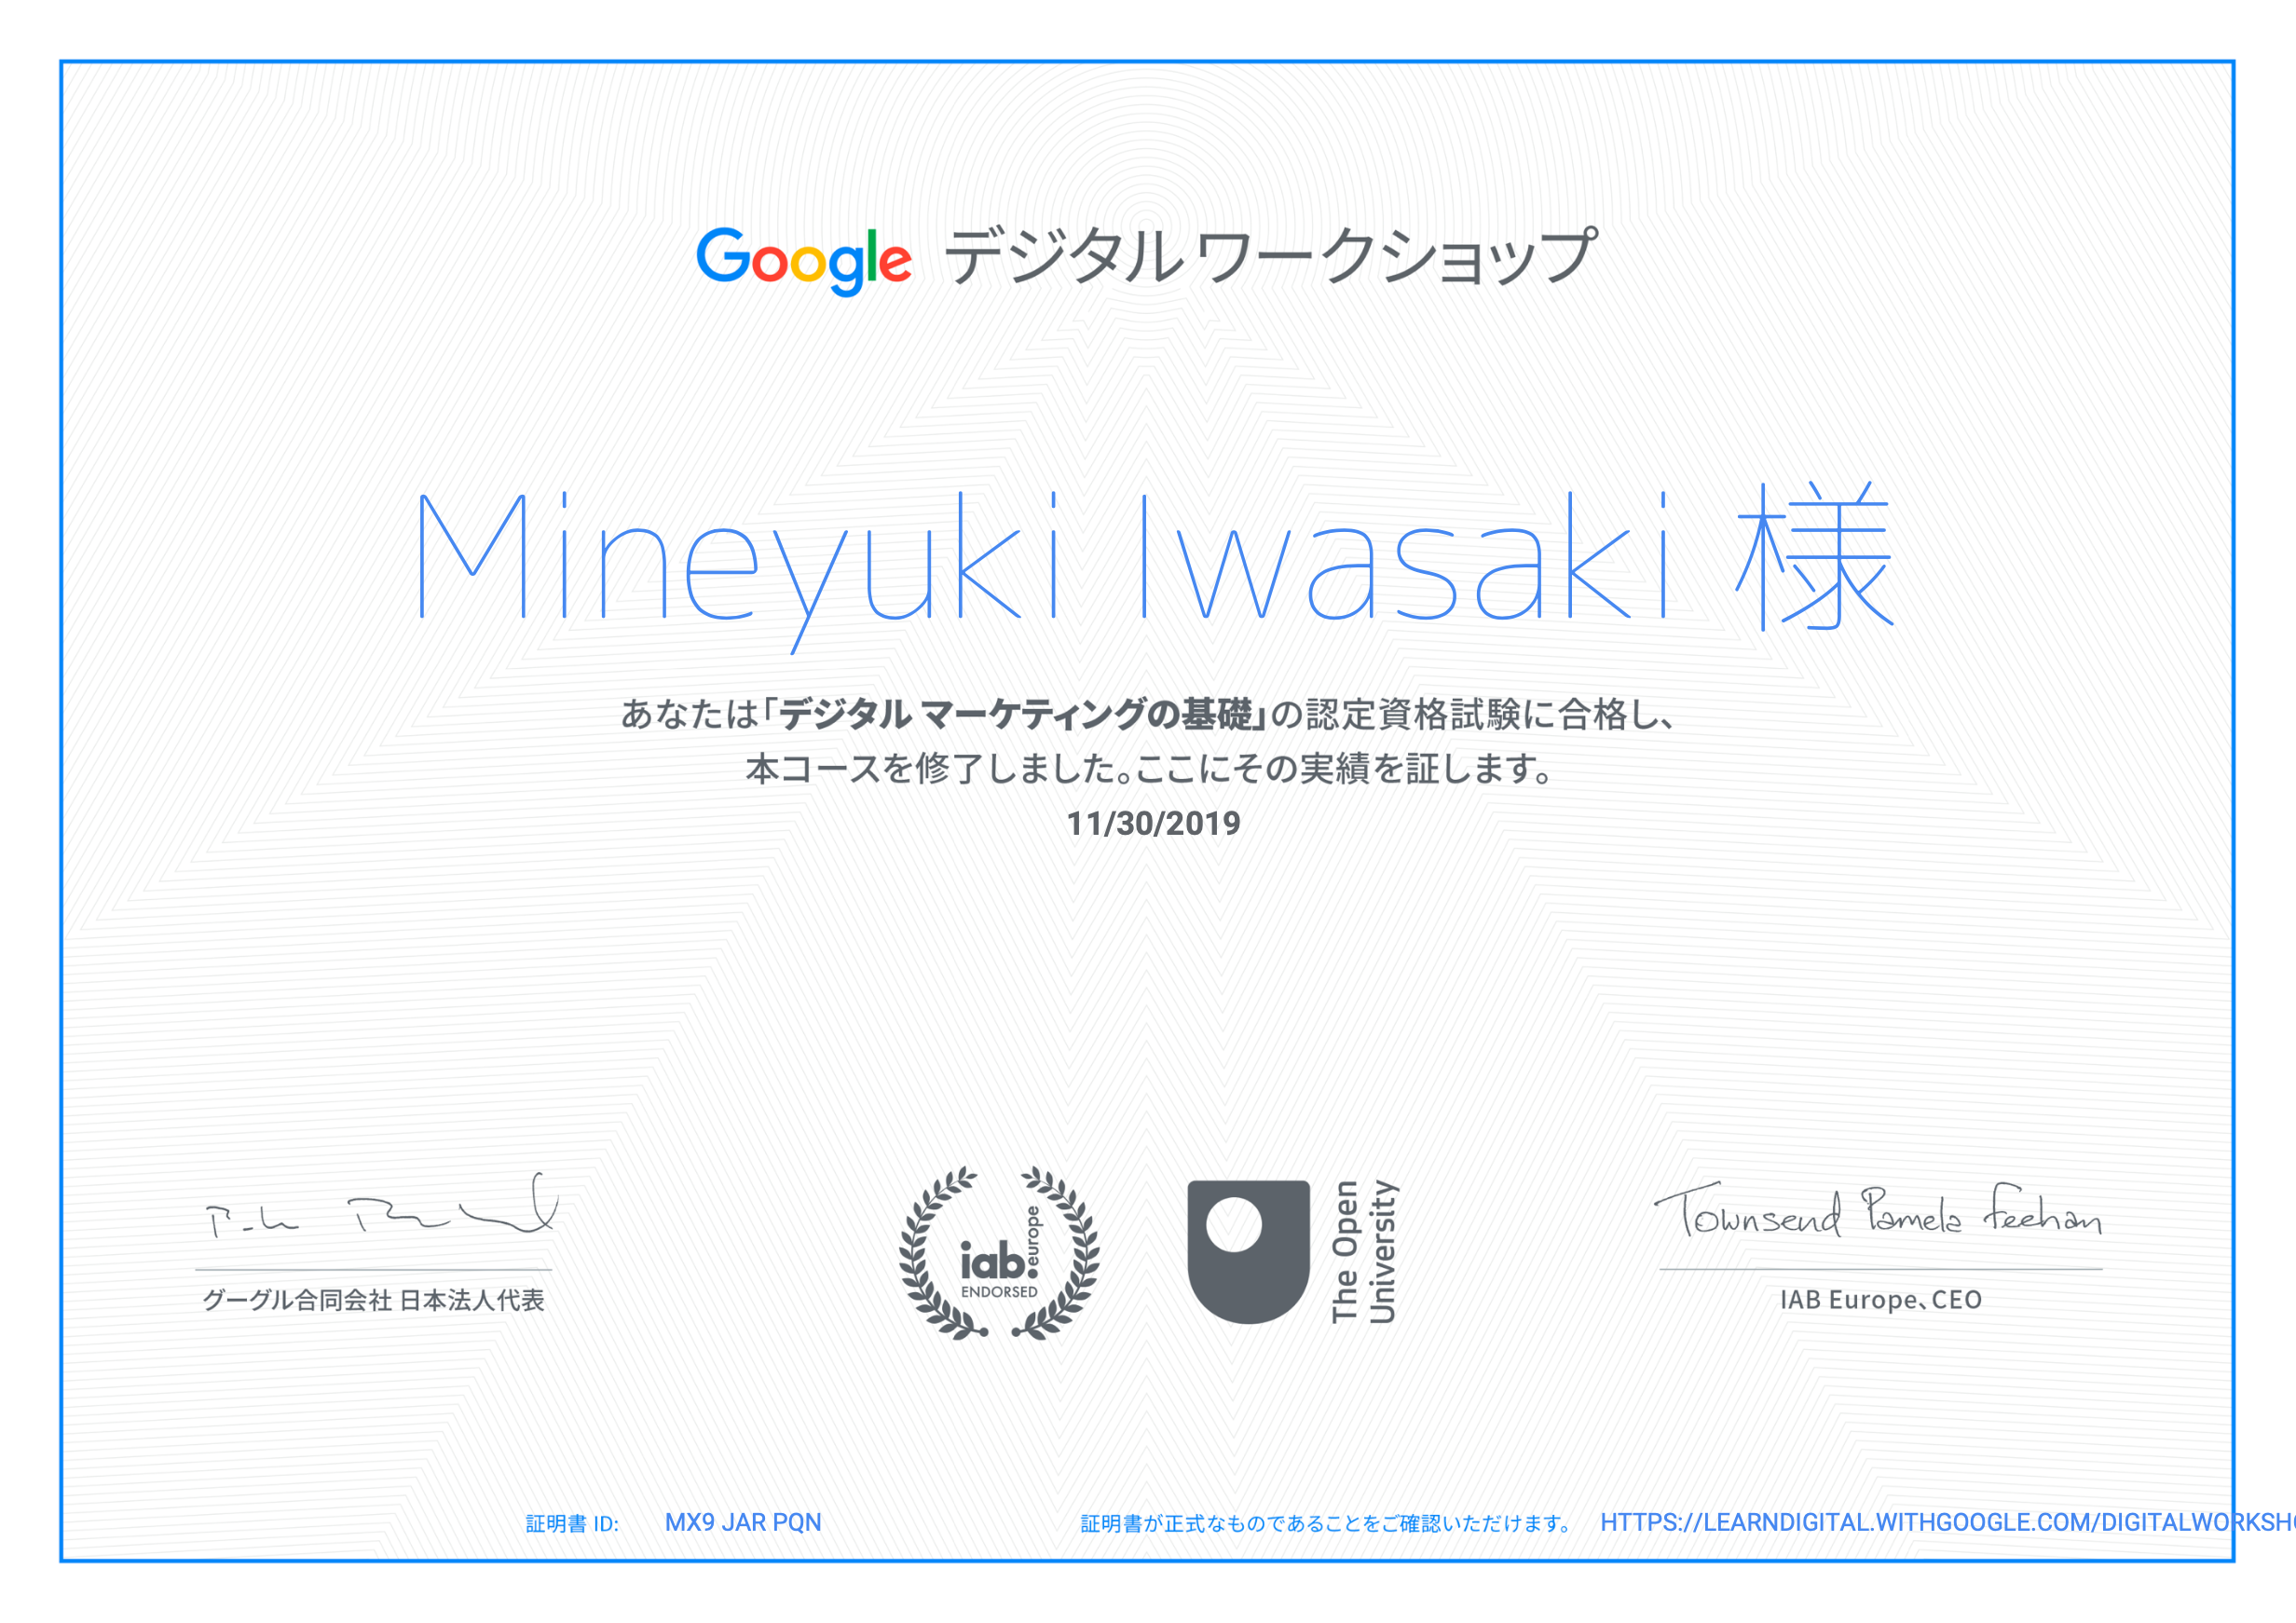 Google デジタル ワークショップ
Mineyuki Iwasaki 様
あなたは「デジタル マーケティングの基礎」の認定資格試験に合格し、
本コースを修了しました。ここにその実績を証します。
11/30/2019
iab europe
ENDORSED
The Open
University
Townsend Pamela Feehan
グーグル合同会社 日本法人代表
IAB Europe、CEO
証明書 ID: MX9 JAR PQN
証明書が正式なものであることをご確認いただけます。 HTTPS://LEARNDIGITAL.WITHGOOGLE.COM/DIGITALWORKSH